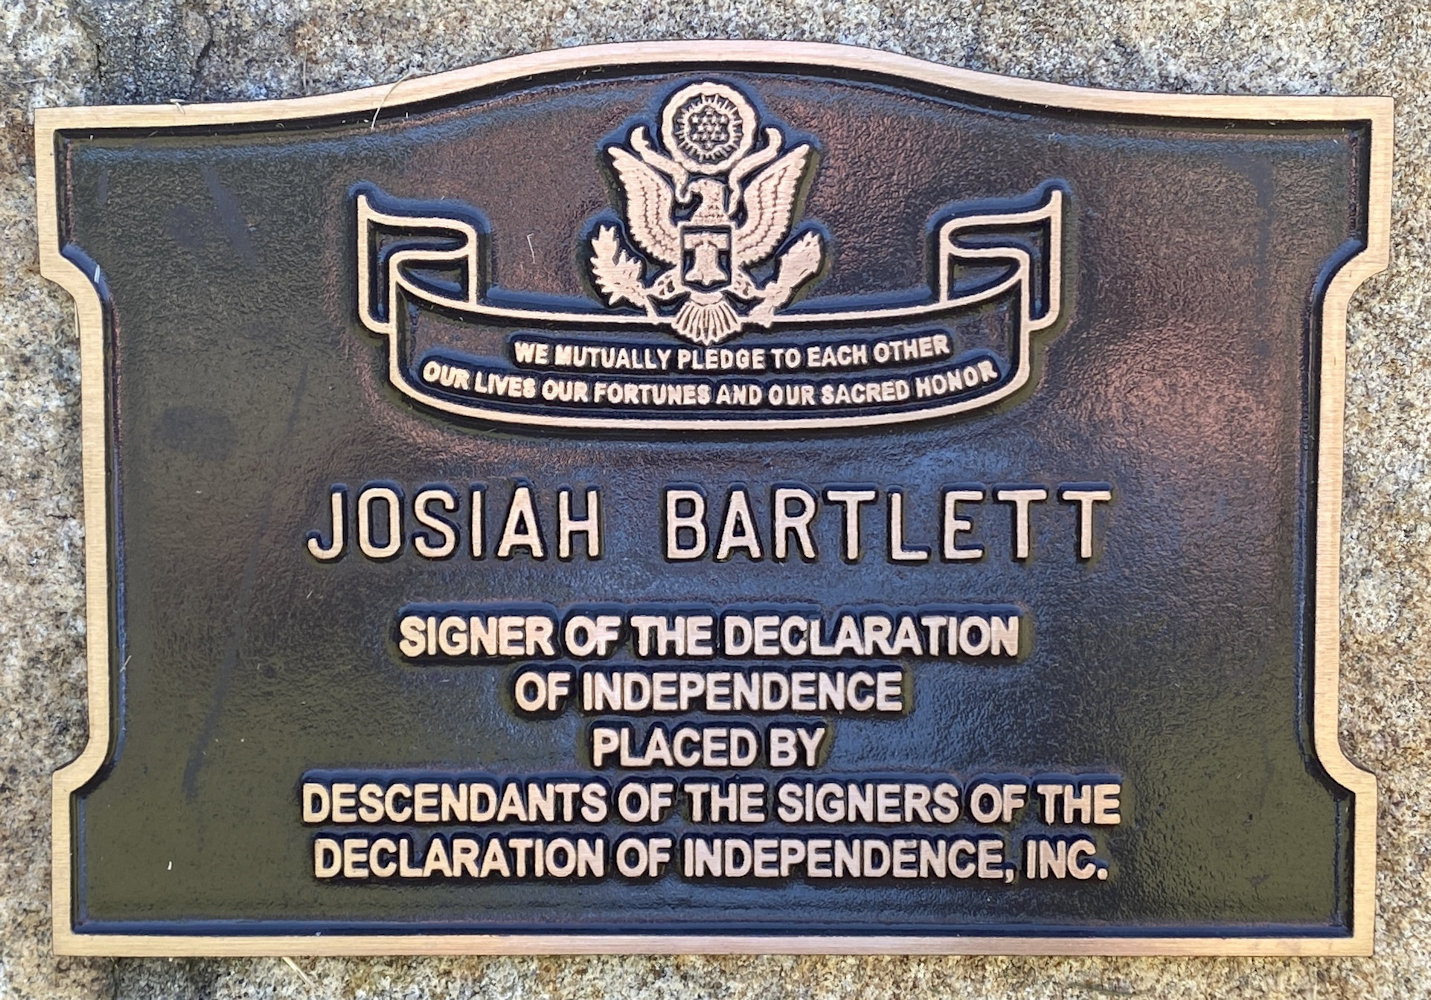 WE MUTUALLY PLEDGE TO EACH OTHER
OUR LIVES OUR FORTUNES AND OUR SACRED HONOR
JOSIAH BARTLETT
SIGNER OF THE DECLARATION
OF INDEPENDENCE
PLACED BY
DESCENDANTS OF THE SIGNERS OF THE
DECLARATION OF INDEPENDENCE, INC.